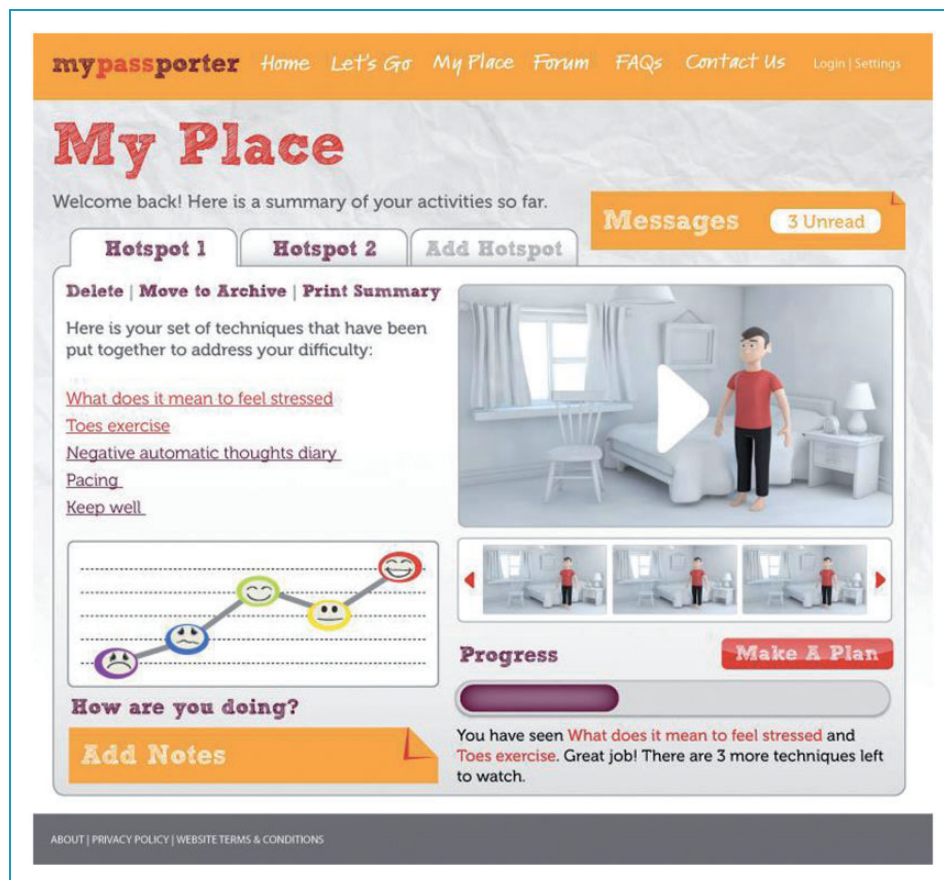 mypassporter Home Let's Go My Place Forum FAQs Contact Us Login | Settings
My Place
Welcome back! Here is a summary of your activities so far.
Messages 3 Unread
Hotspot 1 Hotspot 2 Add Hotspot
Delete | Move to Archive | Print Summary
Here is your set of techniques that have been
put together to address your difficulty:
What does it mean to feel stressed
Toes exercise
Negative automatic thoughts diary
Pacing
Keep well
How are you doing?
Add Notes
Progress Make A Plan
You have seen What does it mean to feel stressed and
Toes exercise. Great job! There are 3 more techniques left
to watch.
ABOUT | PRIVACY POLICY | WEBSITE TERMS & CONDITIONS